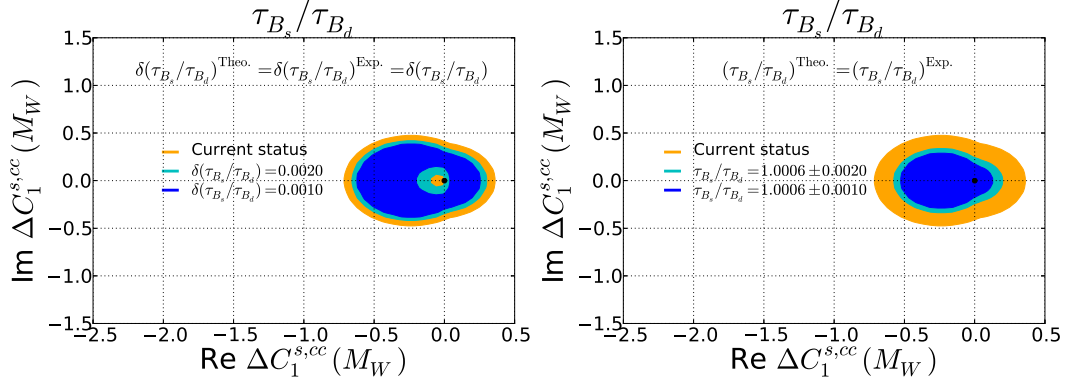 τ_{B_s}/τ_{B_d}
δ(τ_{B_s}/τ_{B_d})^{Theo.} = δ(τ_{B_s}/τ_{B_d})^{Exp.} = δ(τ_{B_s}/τ_{B_d})
Current status
δ(τ_{B_s}/τ_{B_d}) = 0.0020
δ(τ_{B_s}/τ_{B_d}) = 0.0010
Im ΔC_1^{s,cc}(M_W)
1.5
1.0
0.5
0.0
−0.5
−1.0
−1.5
−2.5 −2.0 −1.5 −1.0 −0.5 0.0 0.5
Re ΔC_1^{s,cc}(M_W)
τ_{B_s}/τ_{B_d}
(τ_{B_s}/τ_{B_d})^{Theo.} = (τ_{B_s}/τ_{B_d})^{Exp.}
Current status
τ_{B_s}/τ_{B_d} = 1.0006 ± 0.0020
τ_{B_s}/τ_{B_d} = 1.0006 ± 0.0010
Im ΔC_1^{s,cc}(M_W)
1.5
1.0
0.5
0.0
−0.5
−1.0
−1.5
−2.5 −2.0 −1.5 −1.0 −0.5 0.0 0.5
Re ΔC_1^{s,cc}(M_W)